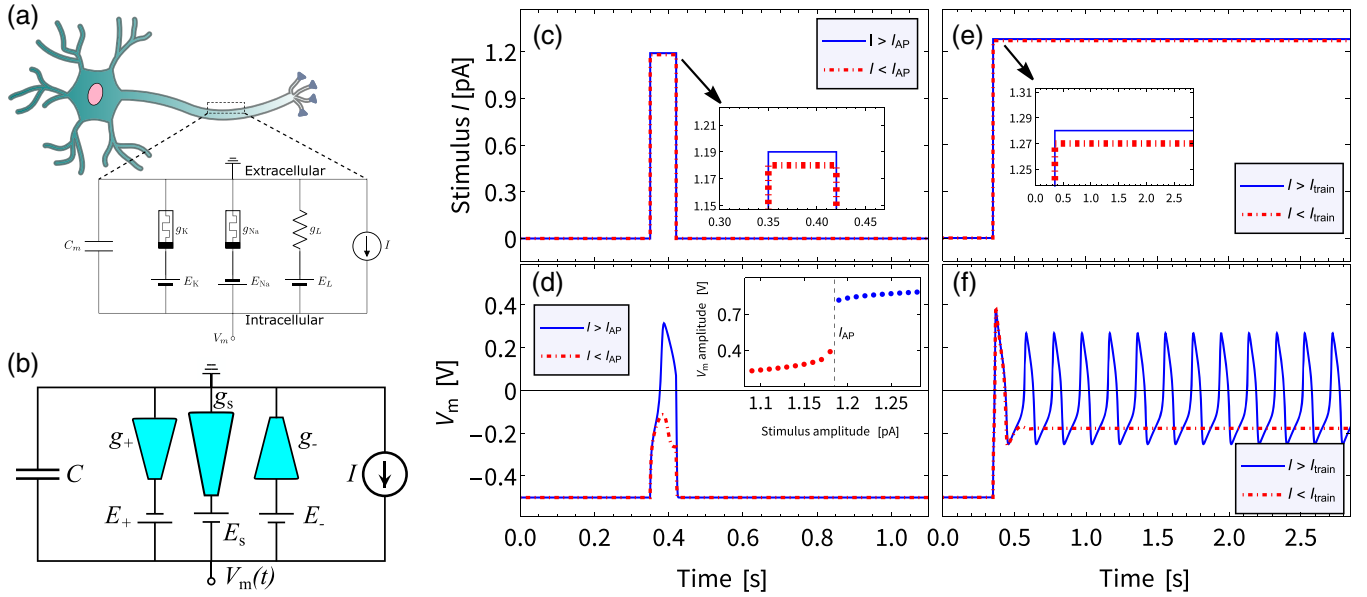 (a)
Extracellular
C_m
g_K
g_Na
g_L
I
E_K
E_Na
E_L
Intracellular
V_m
(b)
g_+
g_s
g_-
C
I
E_+
E_s
E_-
V_m(t)
(c)
Stimulus I [pA]
1.2
0.9
0.6
0.3
0
I > I_AP
I < I_AP
1.21
1.19
1.17
1.15
0.30 0.35 0.40 0.45
(d)
V_m [V]
0.4
0.2
0
−0.2
−0.4
I > I_AP
I < I_AP
V_m amplitude [V]
0.7
0.4
I_AP
1.1 1.15 1.2 1.25
Stimulus amplitude [pA]
0.0 0.2 0.4 0.6 0.8 1.0
Time [s]
(e)
1.31
1.29
1.27
1.25
0.0 0.5 1.0 1.5 2.0 2.5
I > I_train
I < I_train
(f)
I > I_train
I < I_train
0.0 0.5 1.0 1.5 2.0 2.5
Time [s]